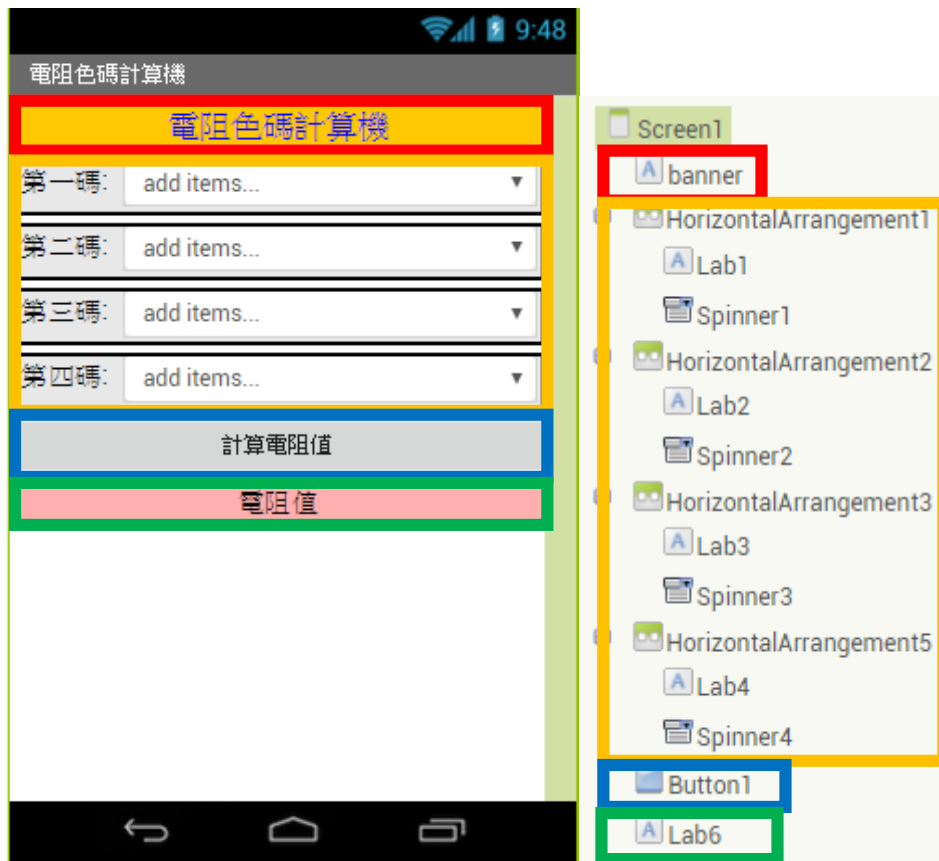 9:48
電阻色碼計算機
電阻色碼計算機
第一碼: add items...
第二碼: add items...
第三碼: add items...
第四碼: add items...
計算電阻值
電阻值
Screen1
A banner
HorizontalArrangement1
A Lab1
Spinner1
HorizontalArrangement2
A Lab2
Spinner2
HorizontalArrangement3
A Lab3
Spinner3
HorizontalArrangement5
A Lab4
Spinner4
Button1
A Lab6